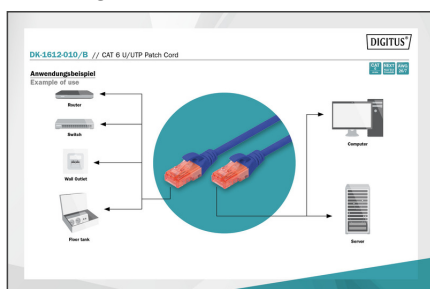 DIGITUS®
DK-1612-010/B // CAT 6 U/UTP Patch Cord
Anwendungsbeispiel
Example of use
Router
Switch
Wall Outlet
Floor tank
Computer
Server